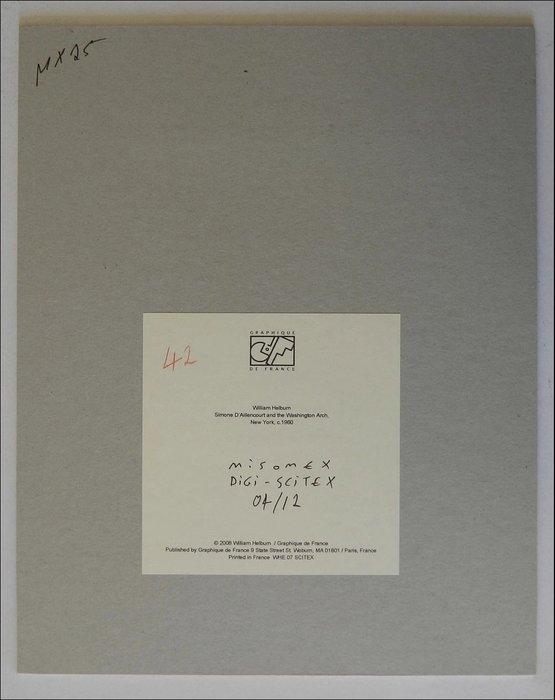 MX25
GRAPHIQUE
DE FRANCE
42
William Helburn
Simone D'Aillencourt and the Washington Arch,
New York, c.1960
MISOMEX
DIGI-SCITEX
04/12
© 2008 William Helburn / Graphique de France
Published by Graphique de France 9 State Street St. Woburn, MA 01801 / Paris, France
Printed in France WHE 07 SCITEX